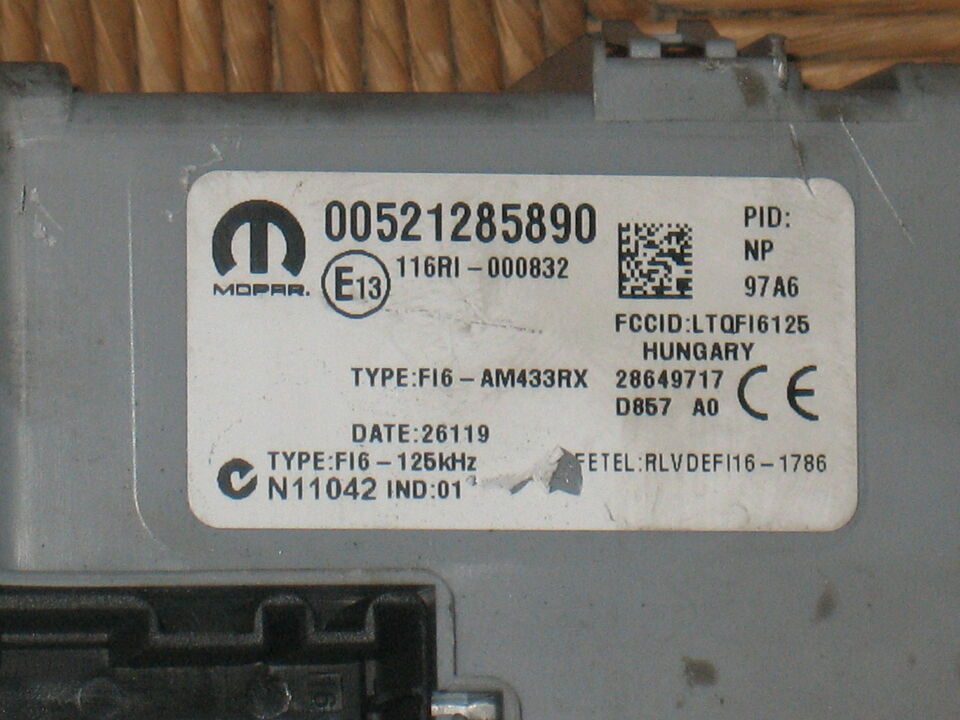 00521285890
MOPAR.
E13
116RI-000832
PID:
NP
97A6
FCCID:LTQFI6125
HUNGARY
TYPE:FI6-AM433RX
28649717
D857 A0
CE
DATE:26119
TYPE:FI6-125kHz
N11042 IND:01
FETEL:RLVDEFI16-1786